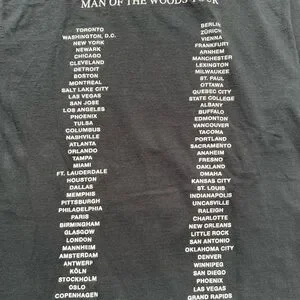 MAN OF THE WOODS TOUR
TORONTO
WASHINGTON, D.C.
NEW YORK
NEWARK
CHICAGO
CLEVELAND
DETROIT
BOSTON
MONTREAL
SALT LAKE CITY
LAS VEGAS
SAN JOSE
LOS ANGELES
PHOENIX
TULSA
COLUMBUS
NASHVILLE
ATLANTA
ORLANDO
TAMPA
MIAMI
FT. LAUDERDALE
HOUSTON
DALLAS
MEMPHIS
PITTSBURGH
PHILADELPHIA
PARIS
BIRMINGHAM
GLASGOW
LONDON
MANNHEIM
AMSTERDAM
ANTWERP
KÖLN
STOCKHOLM
OSLO
COPENHAGEN
BERLIN
ZÜRICH
VIENNA
FRANKFURT
ARNHEM
MANCHESTER
LEXINGTON
MILWAUKEE
ST. PAUL
OTTAWA
QUEBEC CITY
STATE COLLEGE
ALBANY
BUFFALO
EDMONTON
VANCOUVER
TACOMA
PORTLAND
SACRAMENTO
ANAHEIM
FRESNO
OAKLAND
OMAHA
KANSAS CITY
ST. LOUIS
INDIANAPOLIS
UNCASVILLE
RALEIGH
CHARLOTTE
NEW ORLEANS
LITTLE ROCK
SAN ANTONIO
OKLAHOMA CITY
DENVER
WINNIPEG
SAN DIEGO
PHOENIX
LAS VEGAS
GRAND RAPIDS